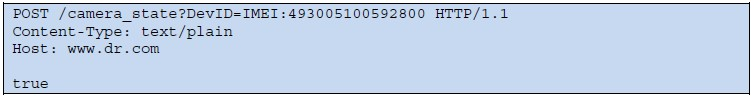 POST /camera_state?DevID=IMEI:493005100592800 HTTP/1.1
Content-Type: text/plain
Host: www.dr.com
true